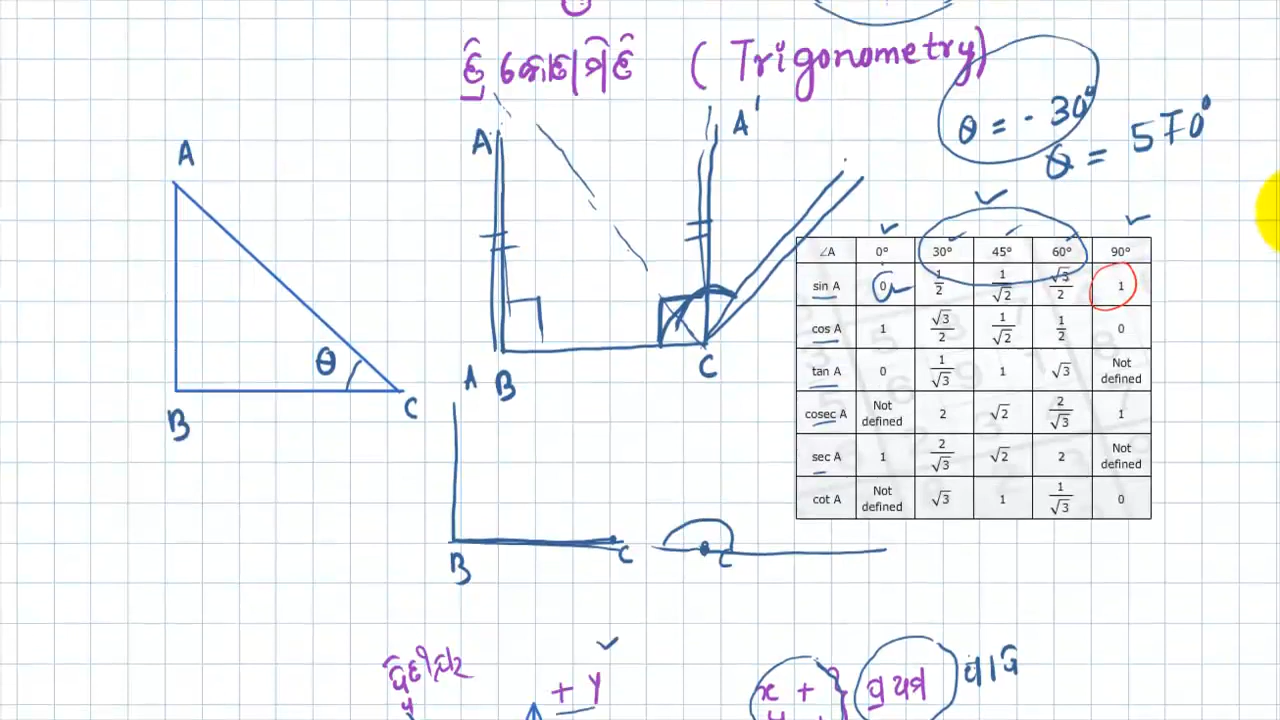 ତ୍ରିକୋଣମିତି ( Trigonometry)
θ = - 30°
θ = 570°
A
B
C
θ
A
B
C
A'
∠A 0° 30° 45° 60° 90°
sin A 0 1/2 1/√2 √3/2 1
cos A 1 √3/2 1/√2 1/2 0
tan A 0 1/√3 1 √3 Not defined
cosec A Not defined 2 √2 2/√3 1
sec A 1 2/√3 √2 2 Not defined
cot A Not defined √3 1 1/√3 0
A
B
C
C
+ y
x +